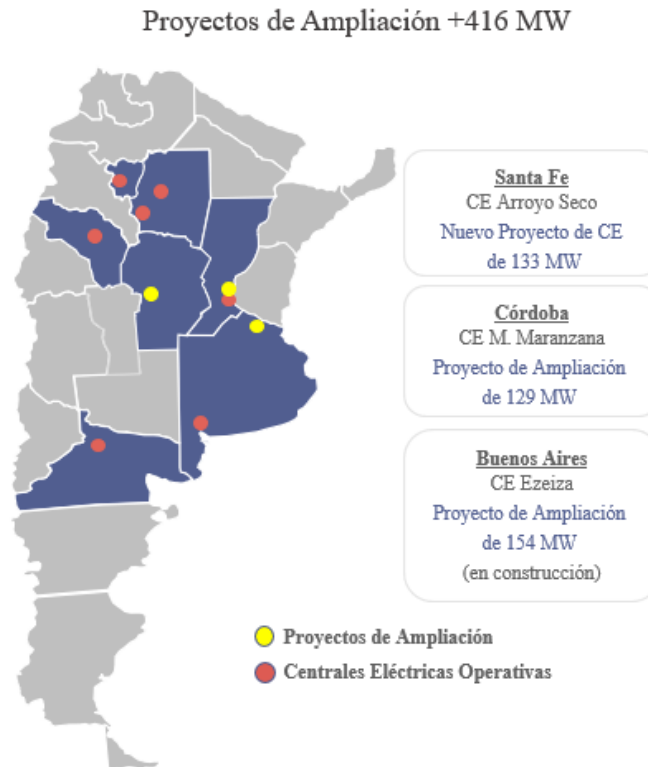 Proyectos de Ampliación +416 MW
Santa Fe
CE Arroyo Seco
Nuevo Proyecto de CE
de 133 MW
Córdoba
CE M. Maranzana
Proyecto de Ampliación
de 129 MW
Buenos Aires
CE Ezeiza
Proyecto de Ampliación
de 154 MW
(en construcción)
Proyectos de Ampliación
Centrales Eléctricas Operativas